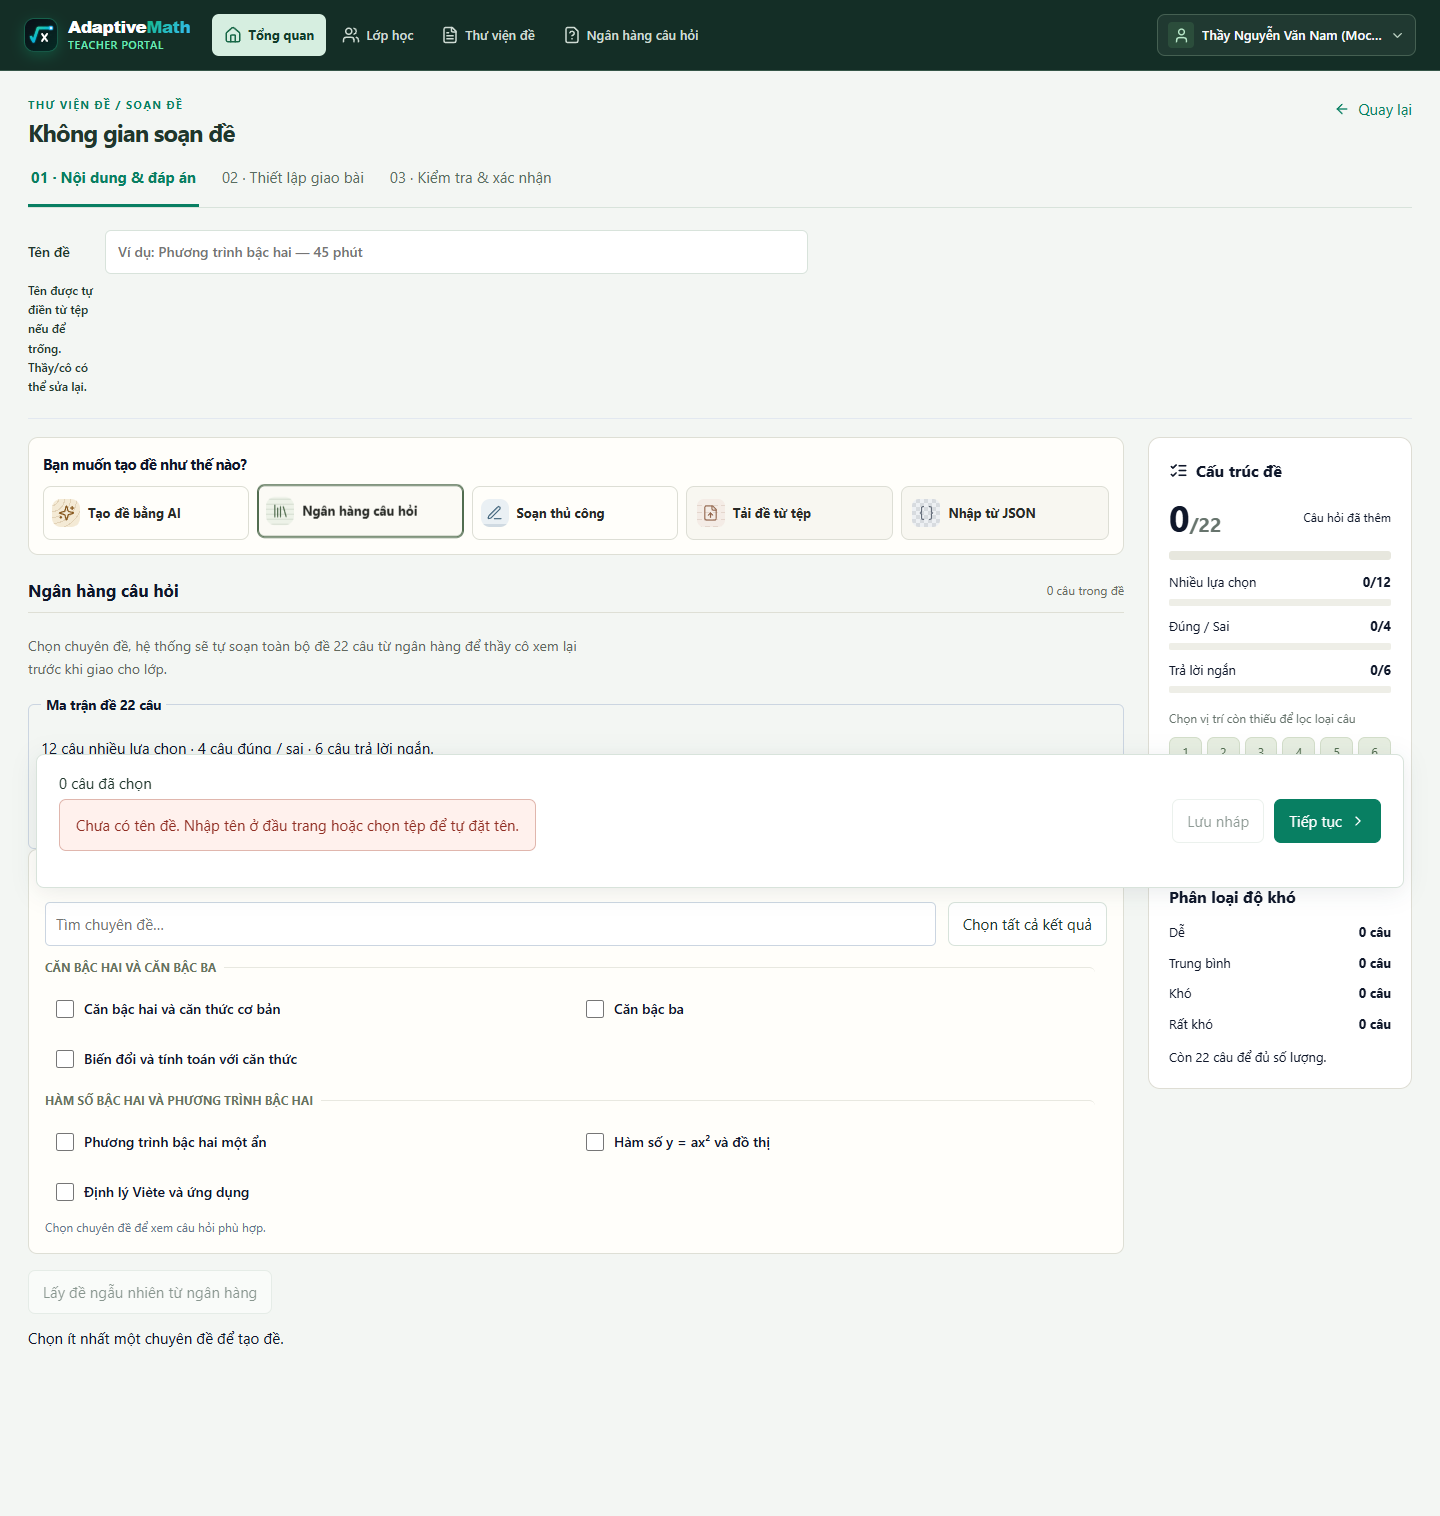 AdaptiveMath
TEACHER PORTAL
Tổng quan
Lớp học
Thư viện đề
Ngân hàng câu hỏi
Thầy Nguyễn Văn Nam (Moc...
THƯ VIỆN ĐỀ / SOẠN ĐỀ
Quay lại
Không gian soạn đề
01 · Nội dung & đáp án
02 · Thiết lập giao bài
03 · Kiểm tra & xác nhận
Tên đề
Ví dụ: Phương trình bậc hai — 45 phút
Tên được tự
điền từ tệp
nếu để
trống.
Thầy/cô có
thể sửa lại.
Bạn muốn tạo đề như thế nào?
Tạo đề bằng AI
Ngân hàng câu hỏi
Soạn thủ công
Tải đề từ tệp
Nhập từ JSON
Ngân hàng câu hỏi
0 câu trong đề
Chọn chuyên đề, hệ thống sẽ tự soạn toàn bộ đề 22 câu từ ngân hàng để thầy cô xem lại
trước khi giao cho lớp.
Ma trận đề 22 câu
12 câu nhiều lựa chọn · 4 câu đúng / sai · 6 câu trả lời ngắn.
0 câu đã chọn
Chưa có tên đề. Nhập tên ở đầu trang hoặc chọn tệp để tự đặt tên.
Lưu nháp
Tiếp tục
Tìm chuyên đề...
Chọn tất cả kết quả
CĂN BẬC HAI VÀ CĂN BẬC BA
Căn bậc hai và căn thức cơ bản
Căn bậc ba
Biến đổi và tính toán với căn thức
HÀM SỐ BẬC HAI VÀ PHƯƠNG TRÌNH BẬC HAI
Phương trình bậc hai một ẩn
Hàm số y = ax² và đồ thị
Định lý Viète và ứng dụng
Chọn chuyên đề để xem câu hỏi phù hợp.
Lấy đề ngẫu nhiên từ ngân hàng
Chọn ít nhất một chuyên đề để tạo đề.
Cấu trúc đề
0/22
Câu hỏi đã thêm
Nhiều lựa chọn 0/12
Đúng / Sai 0/4
Trả lời ngắn 0/6
Chọn vị trí còn thiếu để lọc loại câu
1 2 3 4 5 6
Phân loại độ khó
Dễ 0 câu
Trung bình 0 câu
Khó 0 câu
Rất khó 0 câu
Còn 22 câu để đủ số lượng.